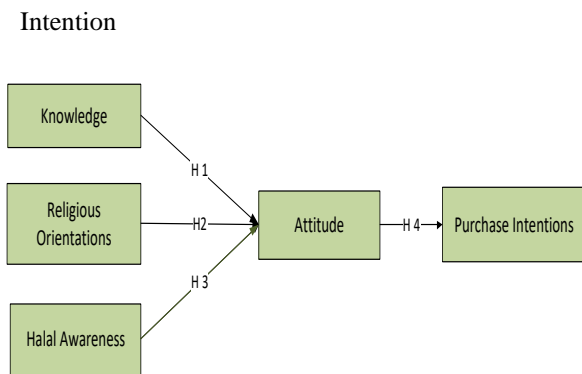 Intention
Knowledge
H 1
Religious
Orientations
H2
Attitude
H 4
Purchase Intentions
H 3
Halal Awareness